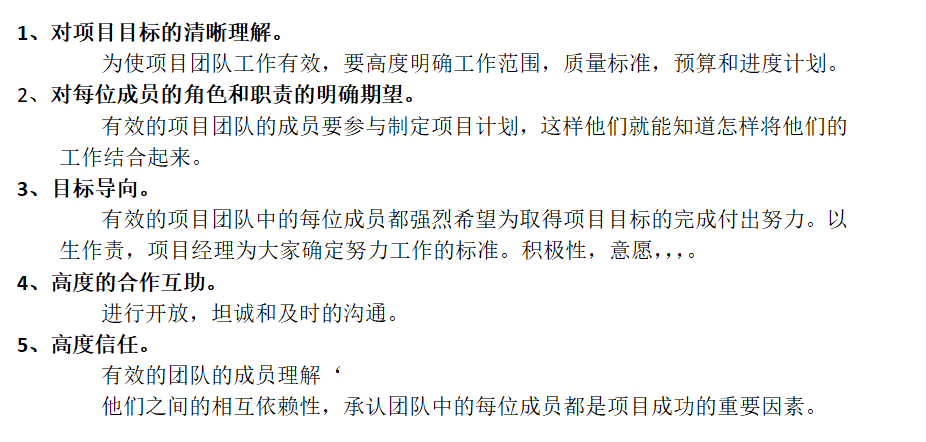 1、对项目目标的清晰理解。
为使项目团队工作有效，要高度明确工作范围，质量标准，预算和进度计划。
2、对每位成员的角色和职责的明确期望。
有效的项目团队的成员要参与制定项目计划，这样他们就能知道怎样将他们的
工作结合起来。
3、目标导向。
有效的项目团队中的每位成员都强烈希望为取得项目目标的完成付出努力。以
生作责，项目经理为大家确定努力工作的标准。积极性，意愿，，，。
4、高度的合作互助。
进行开放，坦诚和及时的沟通。
5、高度信任。
有效的团队的成员理解‘
他们之间的相互依赖性，承认团队中的每位成员都是项目成功的重要因素。